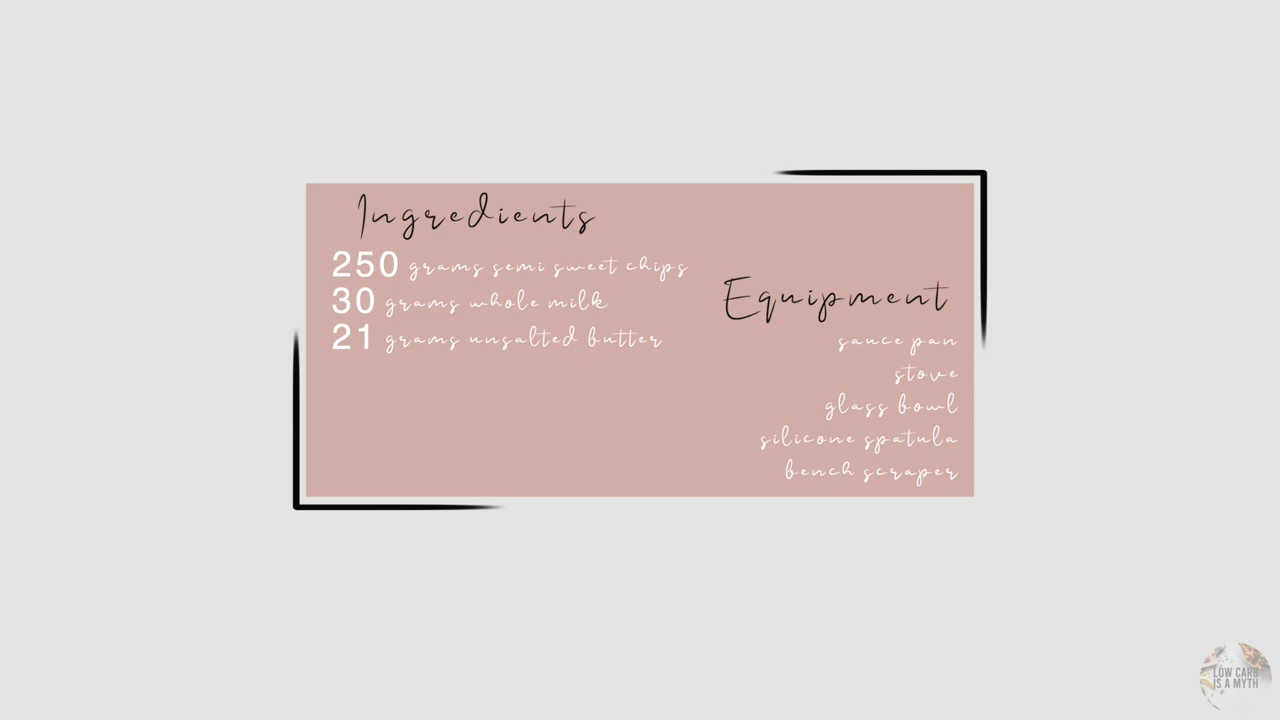 Ingredients
250 grams semi sweet chips
30 grams whole milk
21 grams unsalted butter
Equipment
sauce pan
stove
glass bowl
silicone spatula
bench scraper
LOW CARB
IS A MYTH